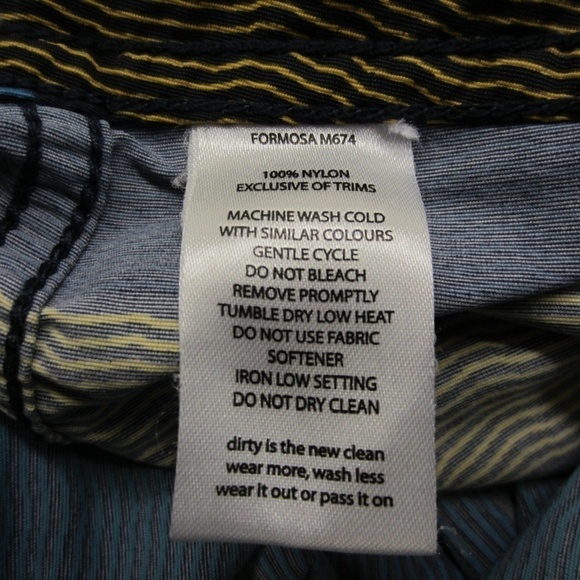 FORMOSA M674
100% NYLON
EXCLUSIVE OF TRIMS
MACHINE WASH COLD
WITH SIMILAR COLOURS
GENTLE CYCLE
DO NOT BLEACH
REMOVE PROMPTLY
TUMBLE DRY LOW HEAT
DO NOT USE FABRIC
SOFTENER
IRON LOW SETTING
DO NOT DRY CLEAN
dirty is the new clean
wear more, wash less
wear it out or pass it on